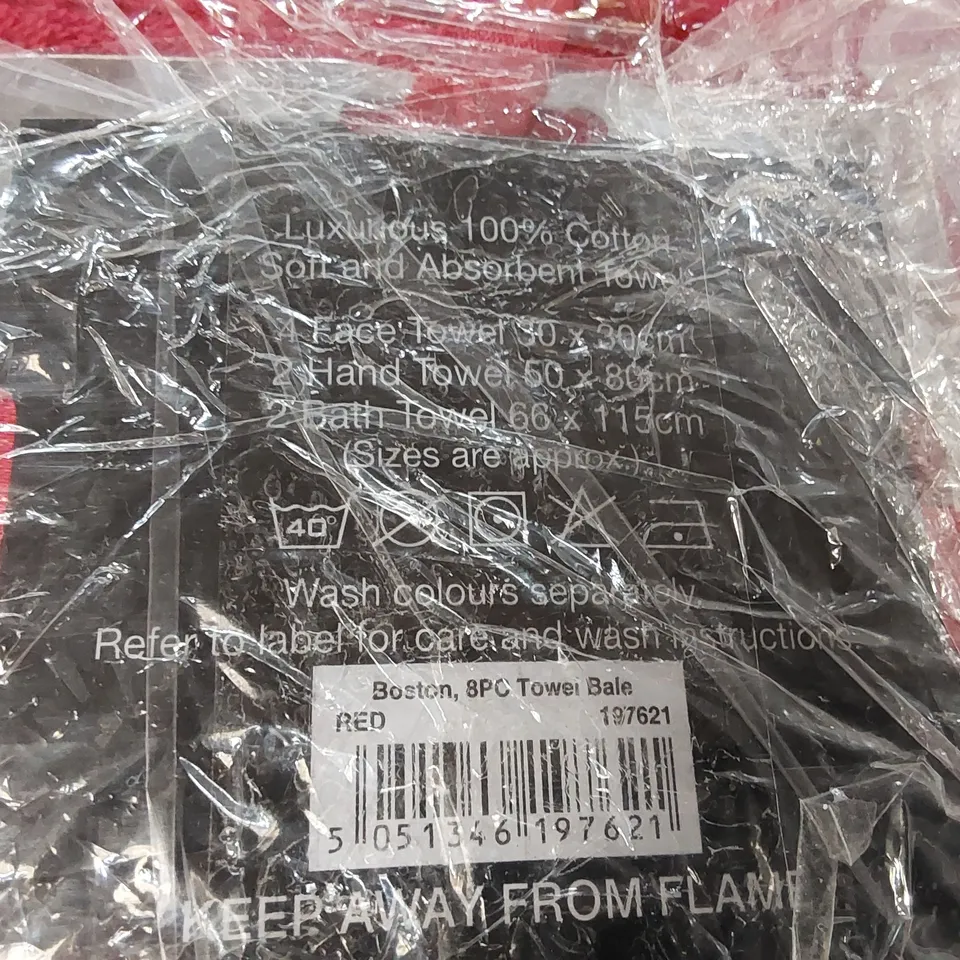 Luxurious 100% Cotton
Soft and Absorbent Towel
4 Face Towel 30 x 30cm
2 Hand Towel 50 x 80cm
2 Bath Towel 66 x 115cm
(Sizes are approx.)
40°
Wash colours separately.
Refer to label for care and wash instructions.
Boston, 8PC Towel Bale
RED 197621
5 051346 197621
KEEP AWAY FROM FLAME